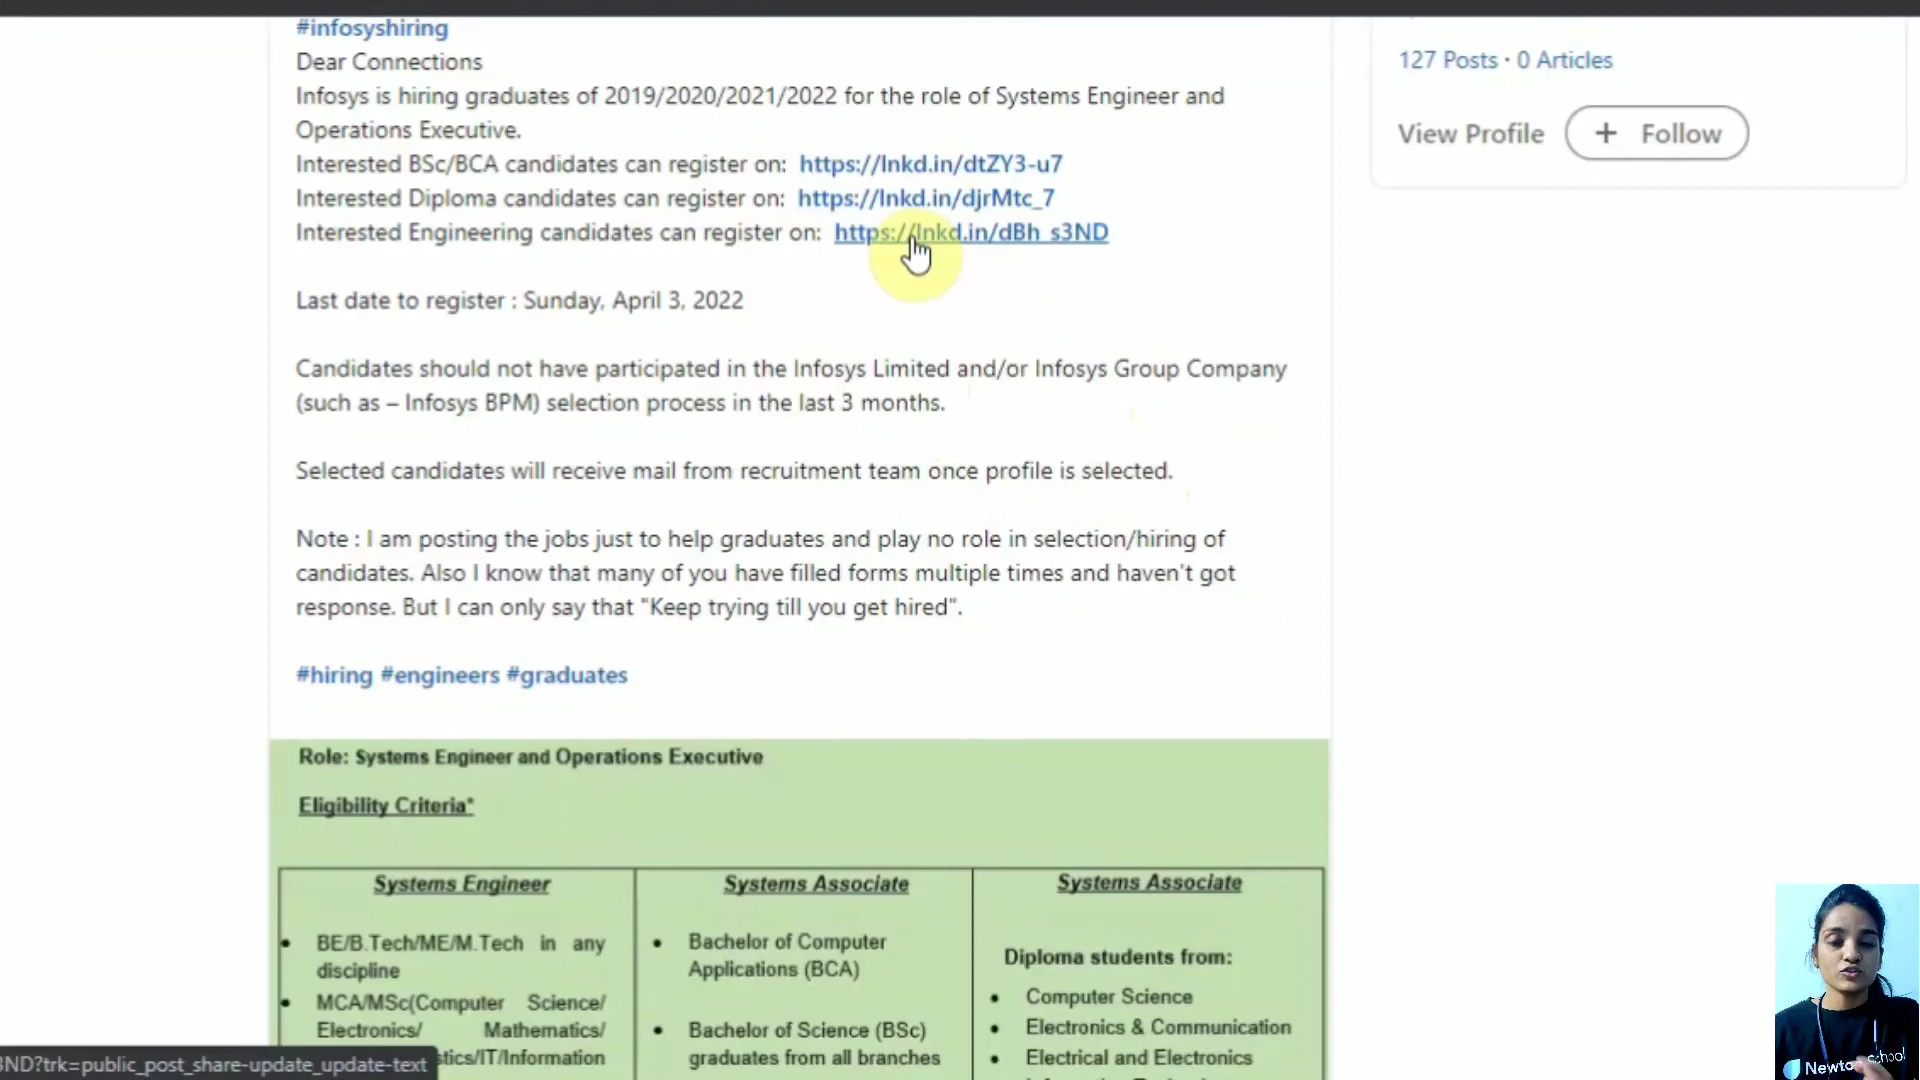 #infosyshiring
Dear Connections
Infosys is hiring graduates of 2019/2020/2021/2022 for the role of Systems Engineer and
Operations Executive.
Interested BSc/BCA candidates can register on: https://lnkd.in/dtZY3-u7
Interested Diploma candidates can register on: https://lnkd.in/djrMtc_7
Interested Engineering candidates can register on: https://lnkd.in/dBh_s3ND
Last date to register : Sunday, April 3, 2022
Candidates should not have participated in the Infosys Limited and/or Infosys Group Company
(such as – Infosys BPM) selection process in the last 3 months.
Selected candidates will receive mail from recruitment team once profile is selected.
Note : I am posting the jobs just to help graduates and play no role in selection/hiring of
candidates. Also I know that many of you have filled forms multiple times and haven't got
response. But I can only say that "Keep trying till you get hired".
#hiring #engineers #graduates
127 Posts • 0 Articles
View Profile + Follow
Role: Systems Engineer and Operations Executive
Eligibility Criteria*
Systems Engineer
• BE/B.Tech/ME/M.Tech in any
discipline
• MCA/MSc(Computer Science/
Electronics/ Mathematics/
tics/IT/Information
Systems Associate
• Bachelor of Computer
Applications (BCA)
• Bachelor of Science (BSc)
graduates from all branches
Systems Associate
Diploma students from:
• Computer Science
• Electronics & Communication
• Electrical and Electronics
3ND?trk=public_post_share-update_update-text
Newton School